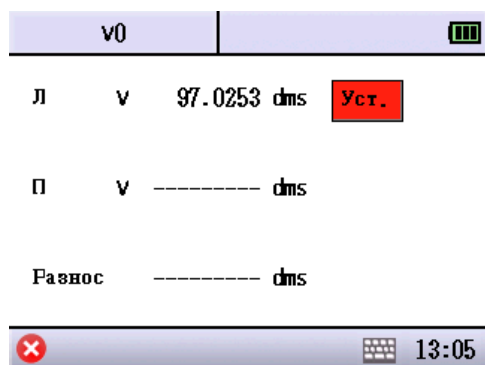 V0
Л V 97.0253 dms Уст.
П V --------- dms
Разнос --------- dms
13:05